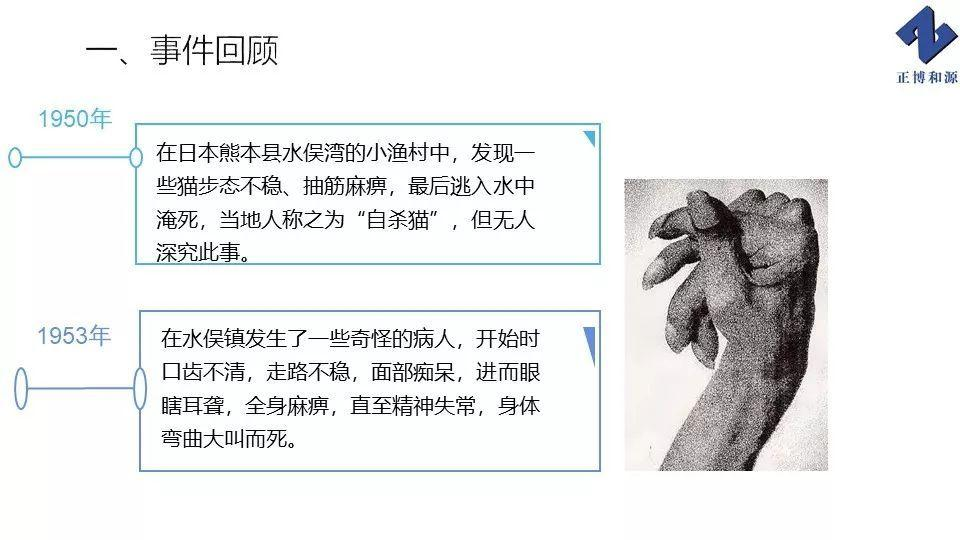 一、事件回顾
正博和源
1950年
在日本熊本县水俣湾的小渔村中，发现一
些猫步态不稳、抽筋麻痹，最后逃入水中
淹死，当地人称之为“自杀猫”，但无人
深究此事。
1953年
在水俣镇发生了一些奇怪的病人，开始时
口齿不清，走路不稳，面部痴呆，进而眼
瞎耳聋，全身麻痹，直至精神失常，身体
弯曲大叫而死。